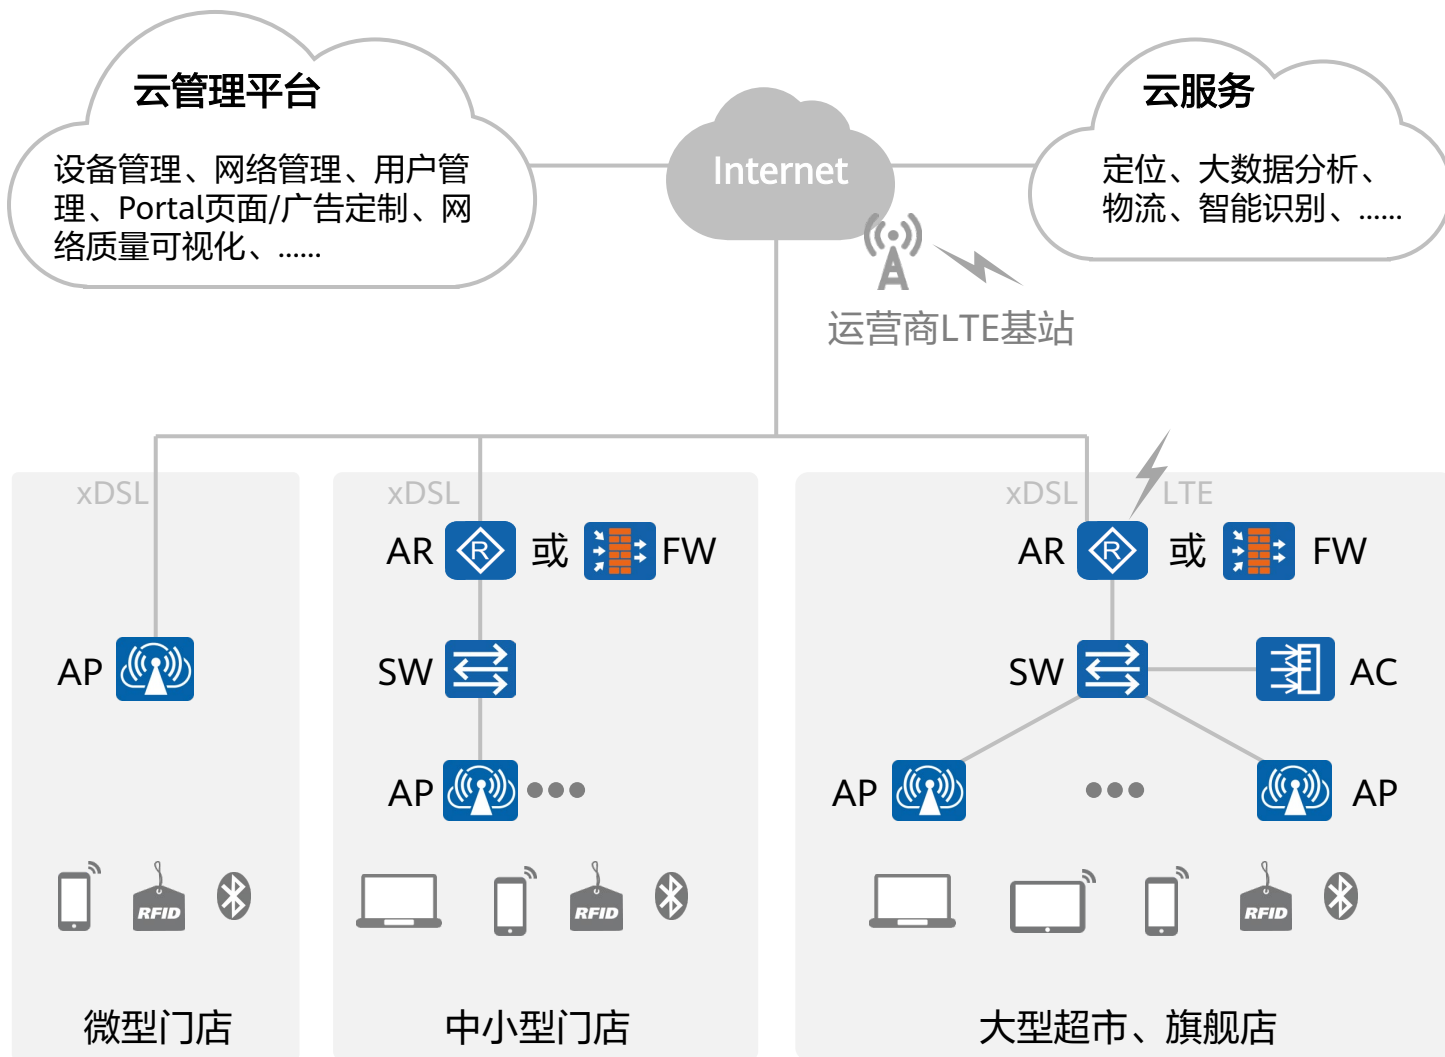 云管理平台
设备管理、网络管理、用户管
理、Portal页面/广告定制、网
络质量可视化、......
Internet
云服务
定位、大数据分析、
物流、智能识别、......
运营商LTE基站
xDSL
AP
RFID
微型门店
xDSL
AR
R
或
FW
SW
AP
RFID
中小型门店
xDSL
LTE
AR
R
或
FW
SW
AC
AP
AP
RFID
大型超市、旗舰店